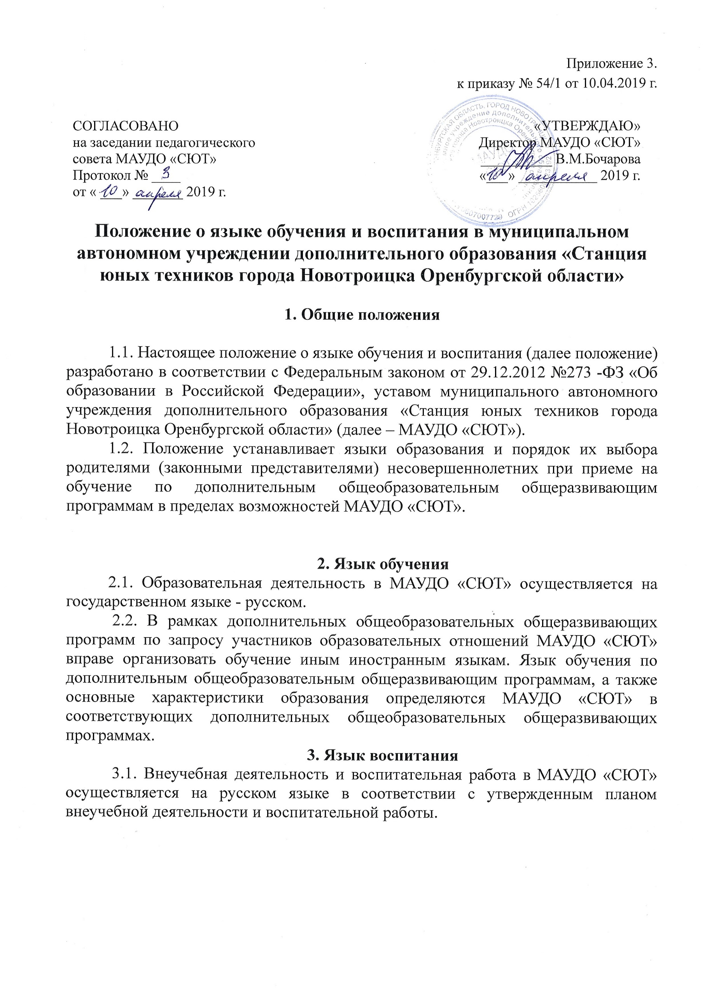 Приложение 3.
к приказу № 54/1 от 10.04.2019 г.
СОГЛАСОВАНО
на заседании педагогического
совета МАУДО «СЮТ»
Протокол № 3
от «10» апреля 2019 г.
«УТВЕРЖДАЮ»
Директор МАУДО «СЮТ»
В.М.Бочарова
«10» апреля 2019 г.
Положение о языке обучения и воспитания в муниципальном
автономном учреждении дополнительного образования «Станция
юных техников города Новотроицка Оренбургской области»
1. Общие положения
1.1. Настоящее положение о языке обучения и воспитания (далее положение)
разработано в соответствии с Федеральным законом от 29.12.2012 №273 -ФЗ «Об
образовании в Российской Федерации», уставом муниципального автономного
учреждения дополнительного образования «Станция юных техников города
Новотроицка Оренбургской области» (далее – МАУДО «СЮТ»).
1.2. Положение устанавливает языки образования и порядок их выбора
родителями (законными представителями) несовершеннолетних при приеме на
обучение по дополнительным общеобразовательным общеразвивающим
программам в пределах возможностей МАУДО «СЮТ».
2. Язык обучения
2.1. Образовательная деятельность в МАУДО «СЮТ» осуществляется на
государственном языке - русском.
2.2. В рамках дополнительных общеобразовательных общеразвивающих
программ по запросу участников образовательных отношений МАУДО «СЮТ»
вправе организовать обучение иным иностранным языкам. Язык обучения по
дополнительным общеобразовательным общеразвивающим программам, а также
основные характеристики образования определяются МАУДО «СЮТ» в
соответствующих дополнительных общеобразовательных общеразвивающих
программах.
3. Язык воспитания
3.1. Внеучебная деятельность и воспитательная работа в МАУДО «СЮТ»
осуществляется на русском языке в соответствии с утвержденным планом
внеучебной деятельности и воспитательной работы.